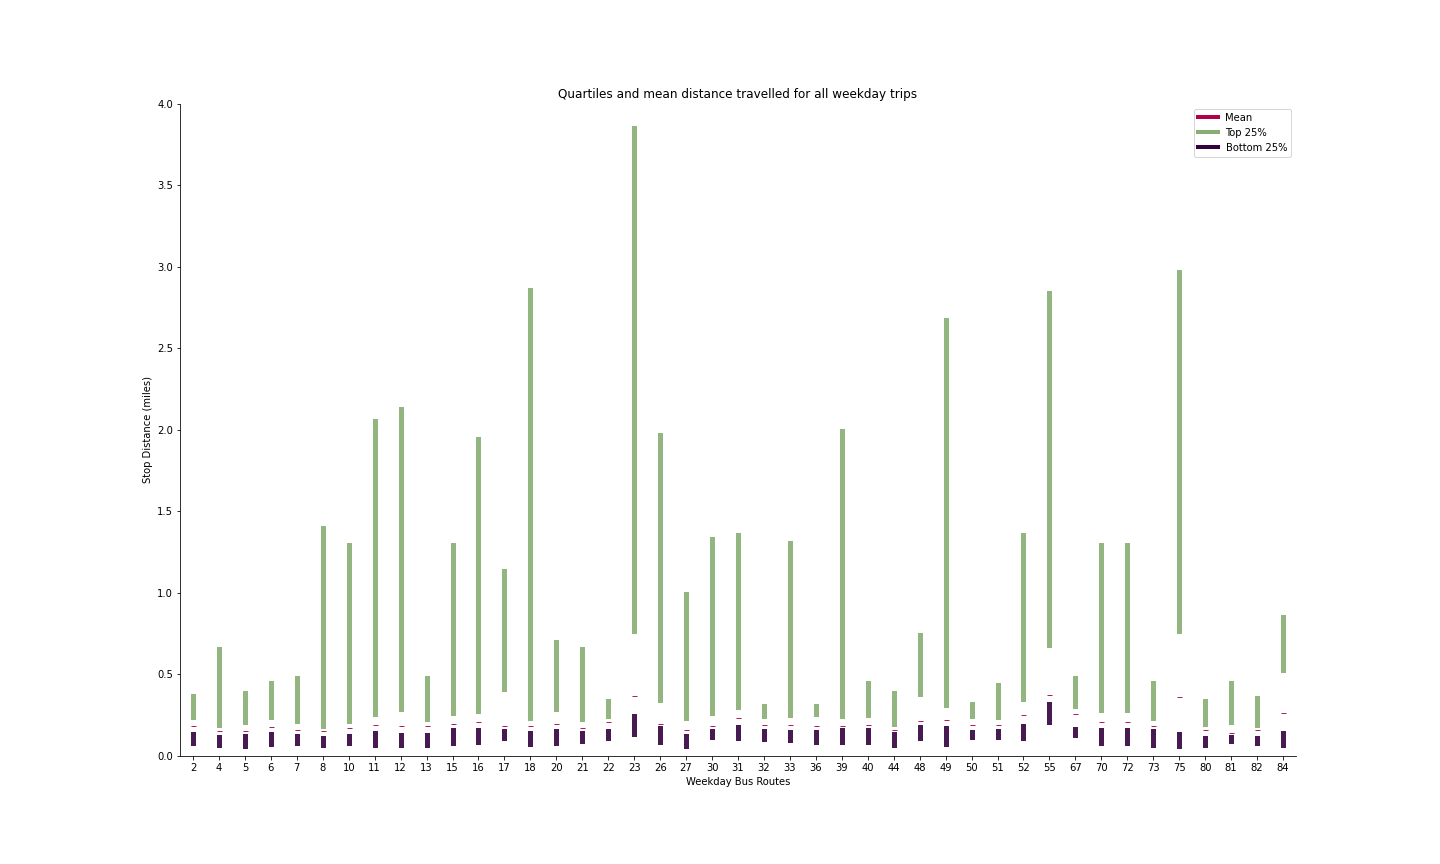 Quartiles and mean distance travelled for all weekday trips
Mean
Top 25%
Bottom 25%
4.0
3.5
3.0
2.5
2.0
1.5
1.0
0.5
0.0
Stop Distance (miles)
2 4 5 6 7 8 10 11 12 13 15 16 17 18 20 21 22 23 26 27 30 31 32 33 36 39 40 44 48 49 50 51 52 55 67 70 72 73 75 80 81 82 84
Weekday Bus Routes